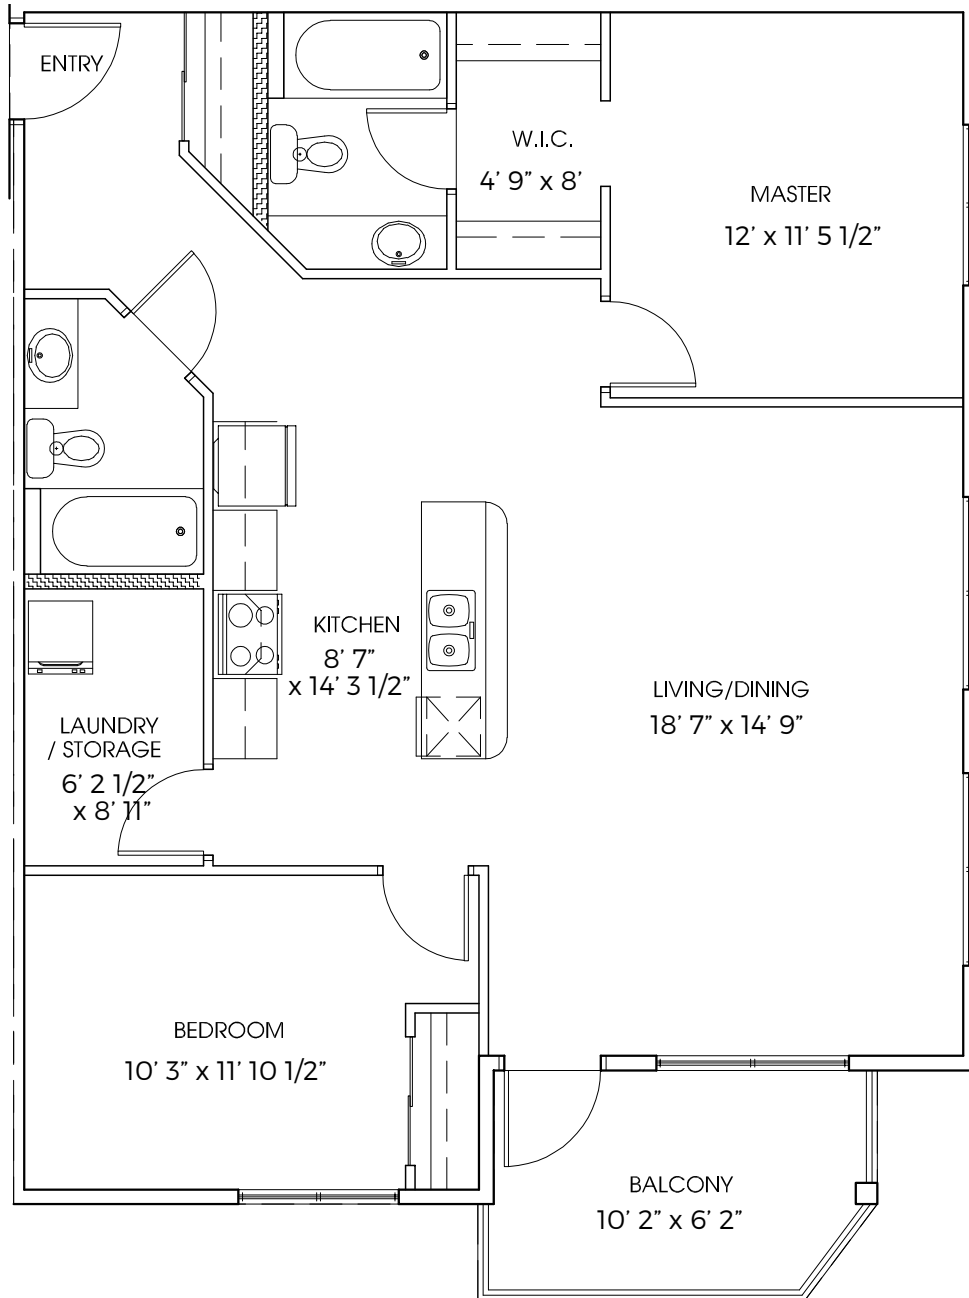 ENTRY
W.I.C.
4’ 9” x 8’
MASTER
12’ x 11’ 5 1/2”
KITCHEN
8’ 7”
x 14’ 3 1/2”
LIVING/DINING
18’ 7” x 14’ 9”
LAUNDRY
/ STORAGE
6’ 2 1/2”
x 8’ 11”
BEDROOM
10’ 3” x 11’ 10 1/2”
BALCONY
10’ 2” x 6’ 2”